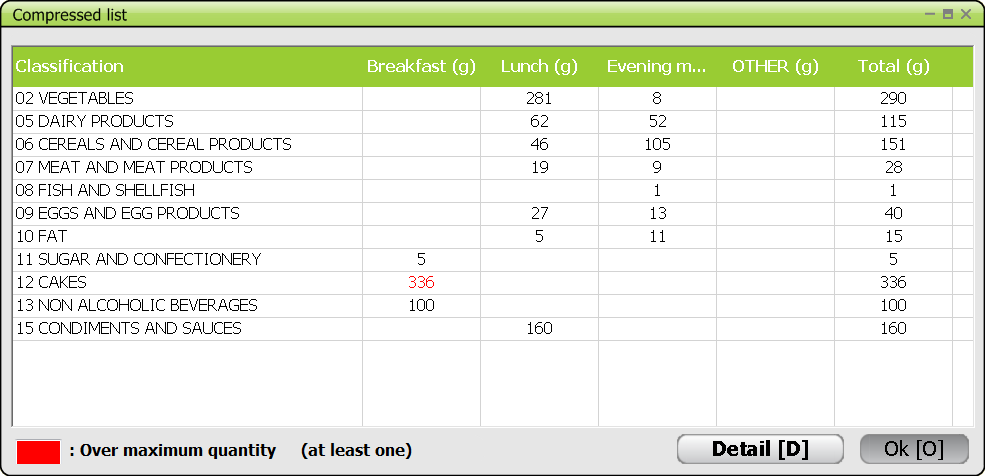 Compressed list
Classification Breakfast (g) Lunch (g) Evening m... OTHER (g) Total (g)
02 VEGETABLES 281 8 290
05 DAIRY PRODUCTS 62 52 115
06 CEREALS AND CEREAL PRODUCTS 46 105 151
07 MEAT AND MEAT PRODUCTS 19 9 28
08 FISH AND SHELLFISH 1 1
09 EGGS AND EGG PRODUCTS 27 13 40
10 FAT 5 11 15
11 SUGAR AND CONFECTIONERY 5 5
12 CAKES 336 336
13 NON ALCOHOLIC BEVERAGES 100 100
15 CONDIMENTS AND SAUCES 160 160
: Over maximum quantity (at least one) Detail [D] Ok [O]